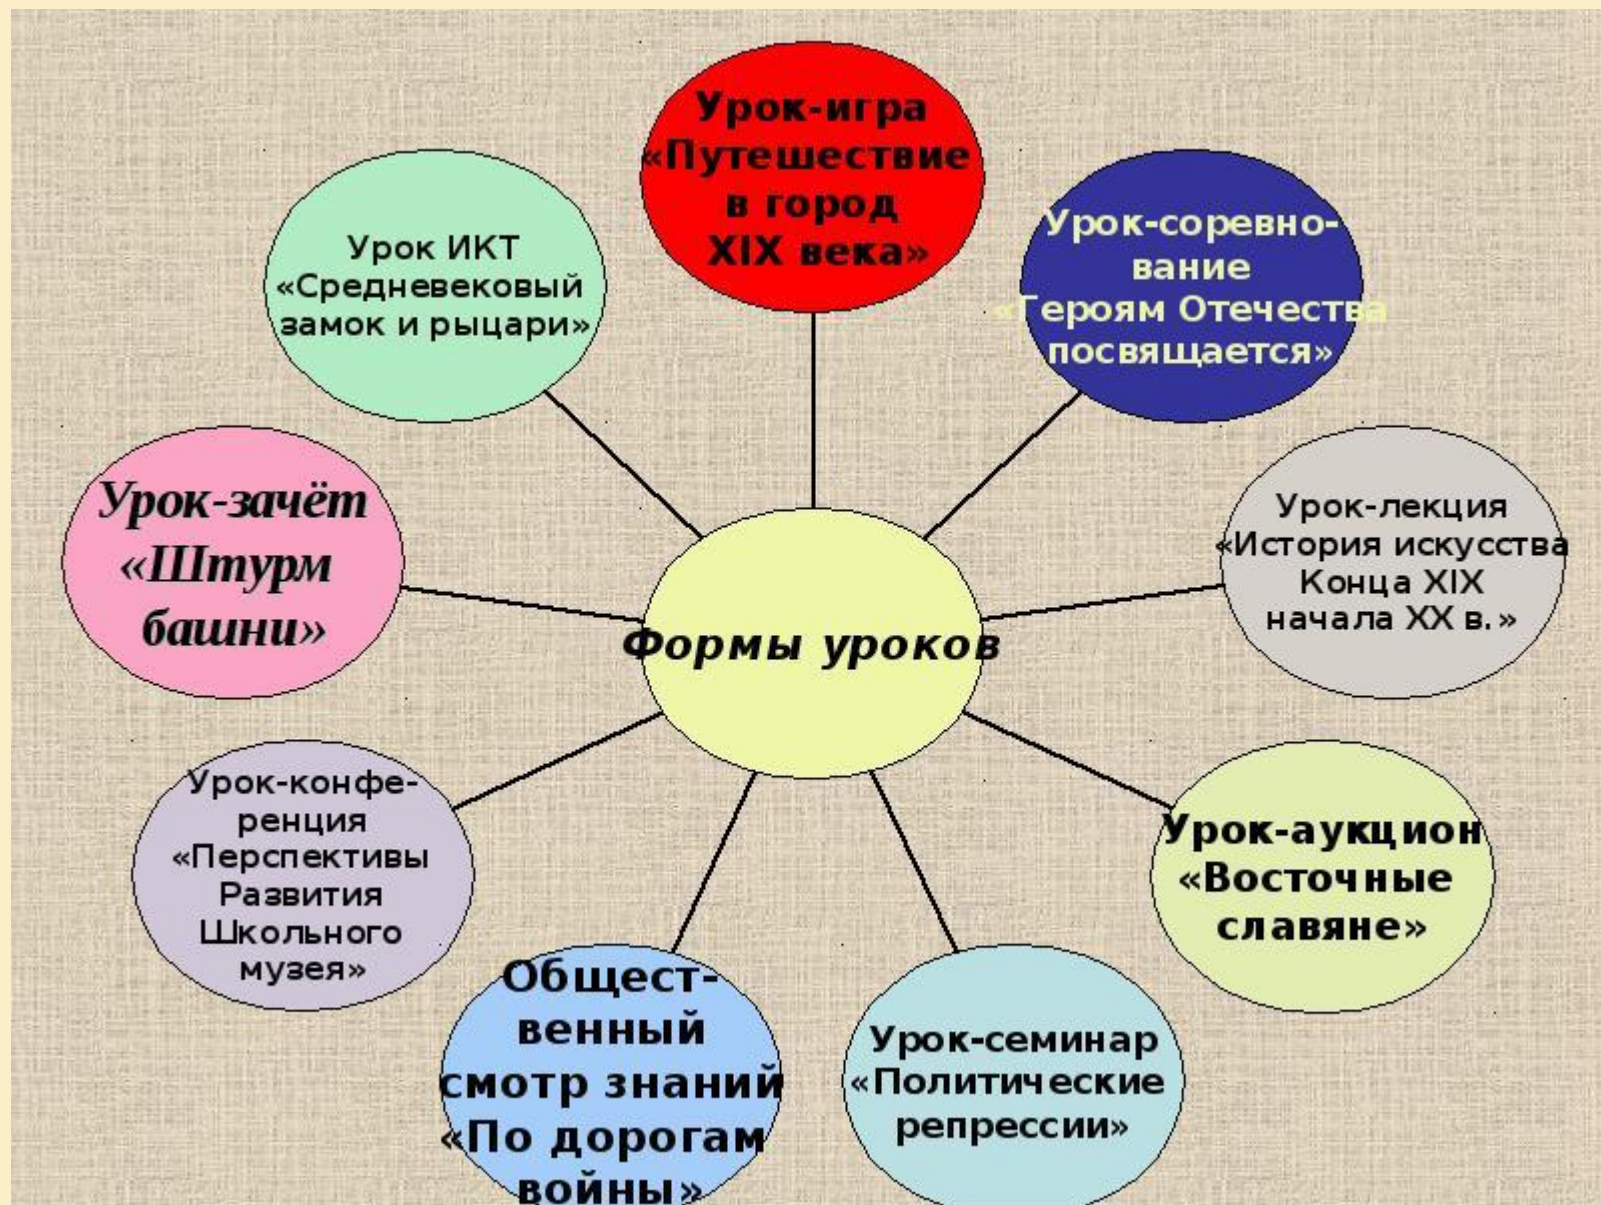 Урок-игра
«Путешествие
в город
XIX века»
Урок-соревно-
вание
«Героям Отечества
посвящается»
Урок-лекция
«История искусства
Конца XIX
начала XX в.»
Урок-аукцион
«Восточные
славяне»
Урок-семинар
«Политические
репрессии»
Общест-
венный
смотр знаний
«По дорогам
войны»
Урок-конфе-
ренция
«Перспективы
Развития
Школьного
музея»
Урок-зачёт
«Штурм
башни»
Урок ИКТ
«Средневековый
замок и рыцари»
Формы уроков